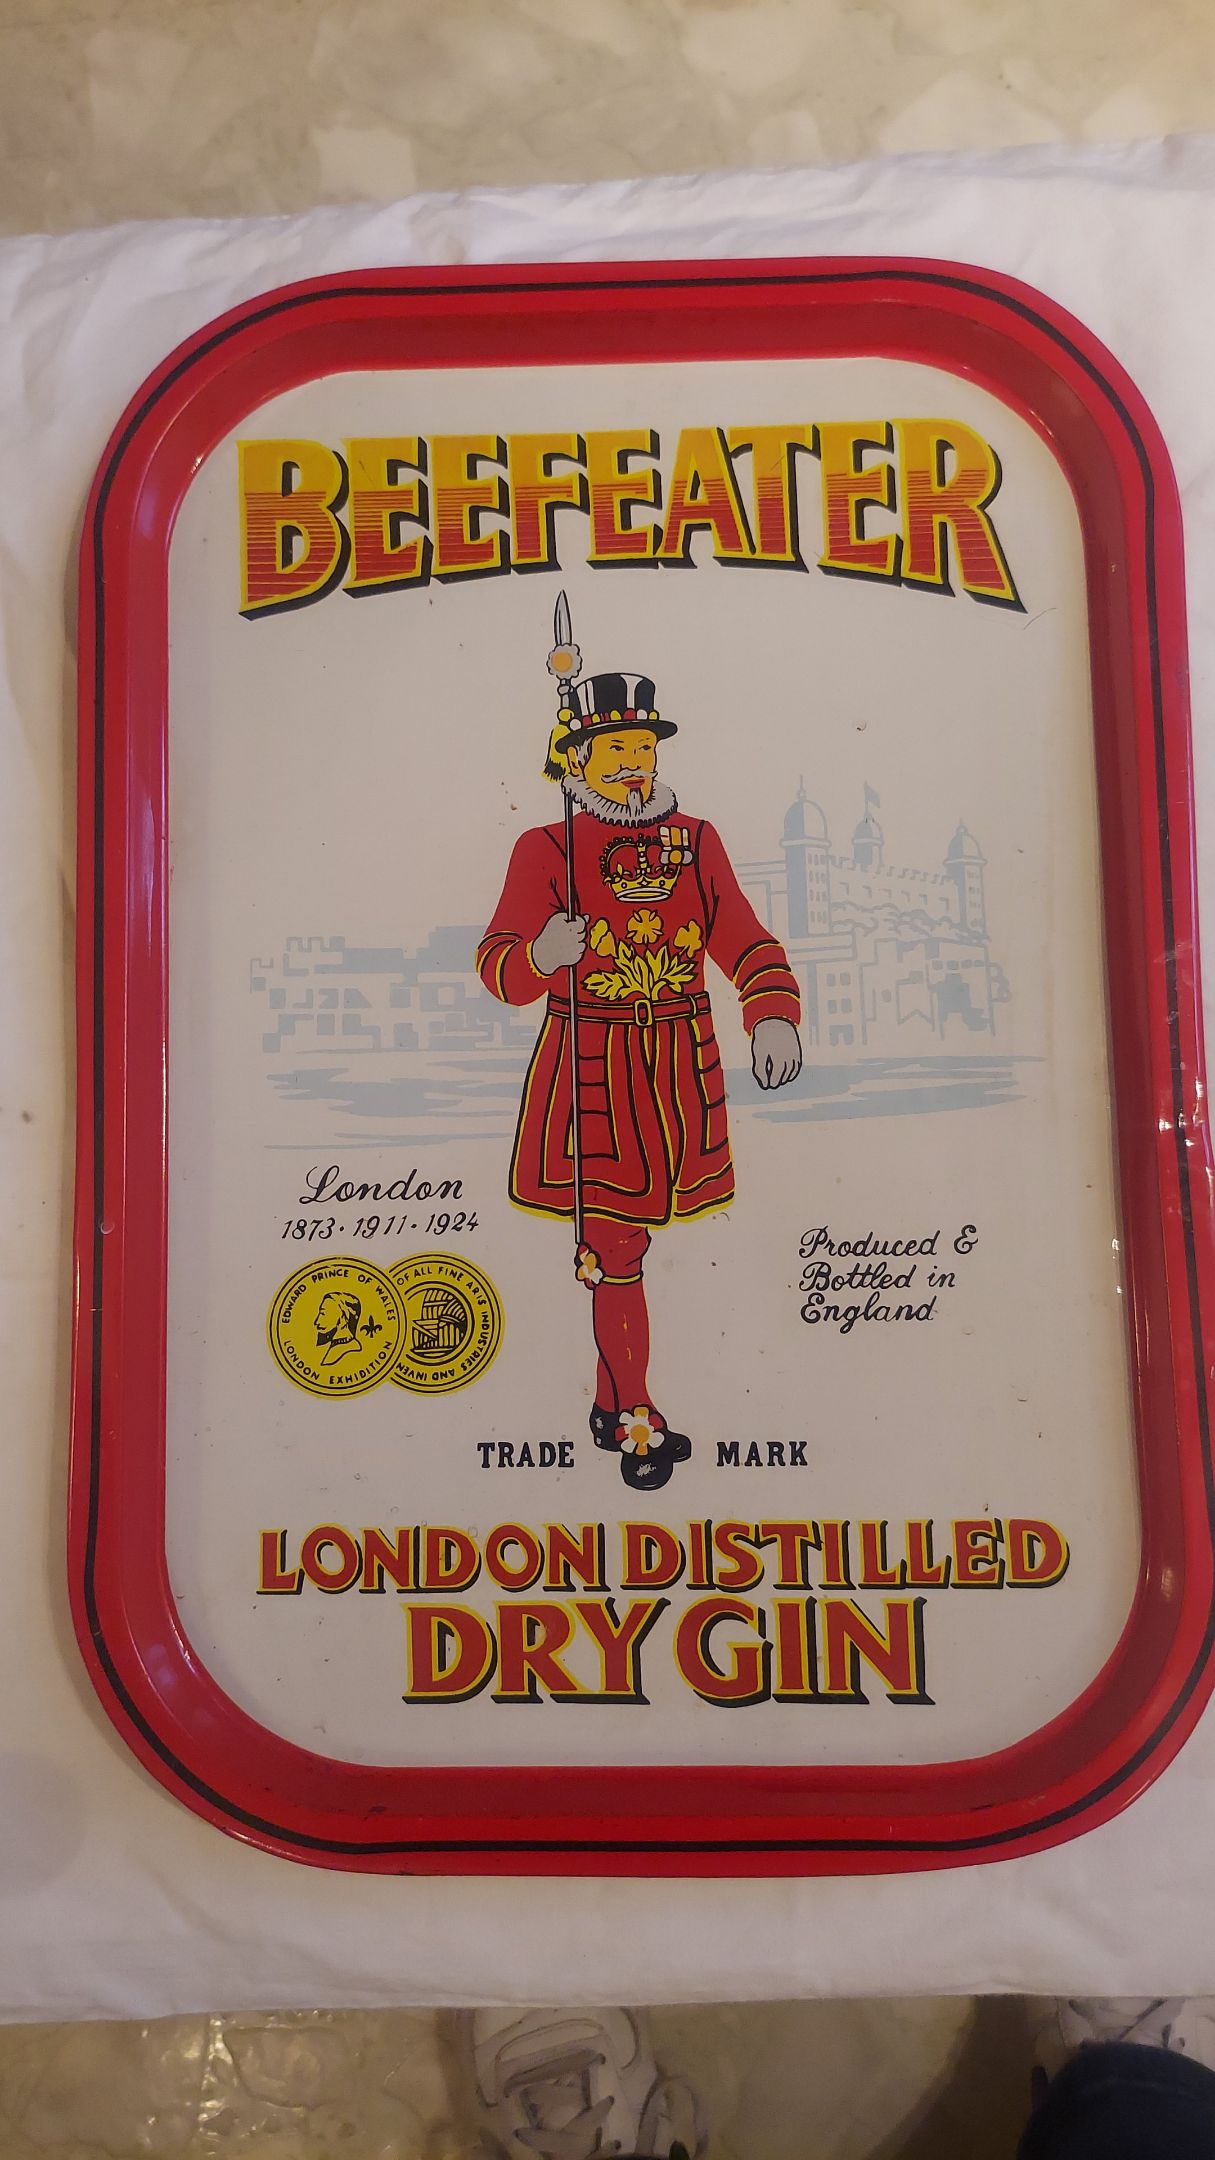 BEEFEATER
London
1873·1911·1924
EDWARD PRINCE OF WALES
LONDON EXHIDITION
OF ALL FINE ARTS INDUSTRIES AND INVEN
Produced &
Bottled in
England
TRADE MARK
LONDON DISTILLED
DRY GIN